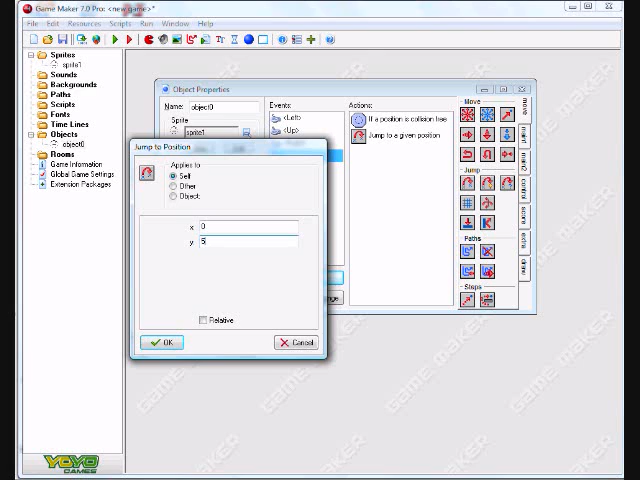 Game Maker 7.0 Pro: <new game>*
File Edit Resources Scripts Run Window Help
Sprites
sprite1
Sounds
Backgrounds
Paths
Scripts
Fonts
Time Lines
Objects
object0
Rooms
Game Information
Global Game Settings
Extension Packages
Object Properties
Name: object0
Sprite
sprite1
Events:
<Left>
<Up>
Actions:
If a position is collision free
Jump to a given position
Move
Jump
Paths
Steps
move
main1
main2
control
score
extra
draw
Jump to Position
Applies to
Self
Other
Object:
x 0
y 5
Relative
OK
Cancel
YOYO
GAMES
GAME MAKER